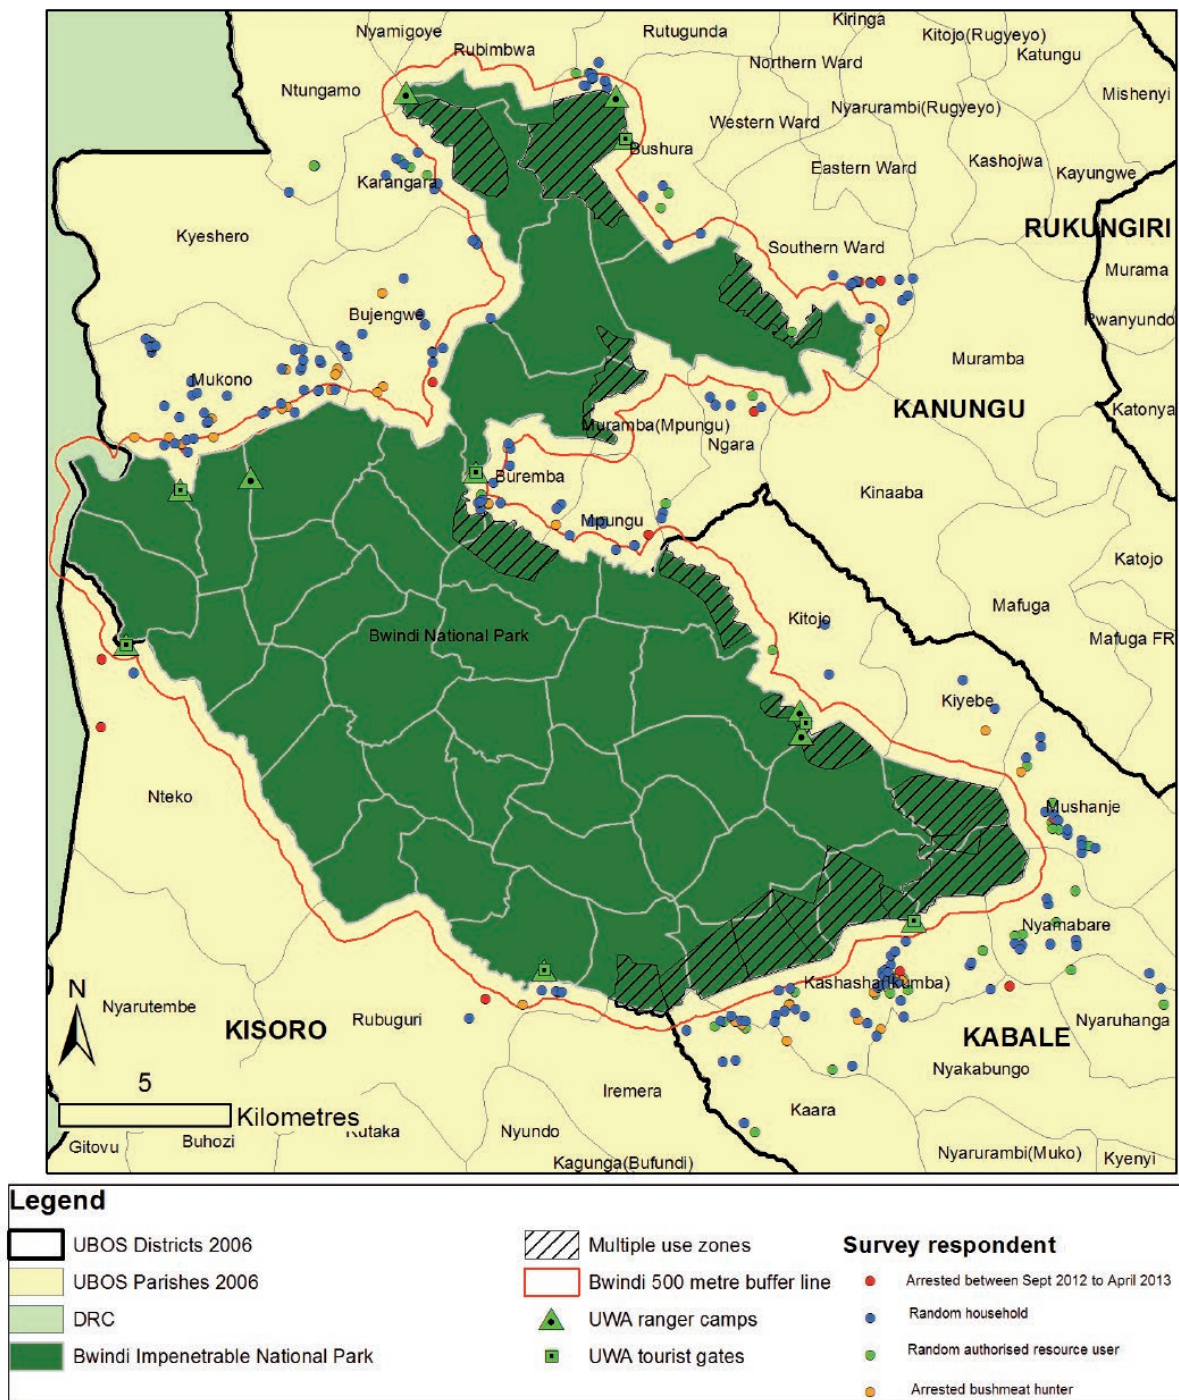 Nyamigoye
Rubimbwa
Rutugunda
Kiringa
Kitojo(Rugyeyo)
Katungu
Northern Ward
Ntungamo
Mishenyi
Nyarurambi(Rugyeyo)
Western Ward
Bushura
Kashojwa
Eastern Ward
Kayungwe
Karangara
RUKUNGIRI
Kyeshero
Southern Ward
Murama
Bujengwe
Rwanyundo
Muramba
Mukono
KANUNGU
Katonya
Muramba(Mpungu)
Ngara
Buremba
Kinaaba
Mpungu
Katojo
Mafuga
Kitojo
Bwindi National Park
Mafuga FR
Kiyebe
Nteko
Mushanje
Nyamabare
Kashasha(Ikumba)
N
Nyarutembe
Rubuguri
Nyaruhanga
KISORO
KABALE
Nyakabungo
5
Iremera
Kaara
Kilometres
Gitovu
Buhozi
Rutaka
Nyundo
Kagunga(Bufundi)
Nyarurambi(Muko)
Kyenyi
Legend
UBOS Districts 2006
UBOS Parishes 2006
DRC
Bwindi Impenetrable National Park
Multiple use zones
Bwindi 500 metre buffer line
UWA ranger camps
UWA tourist gates
Survey respondent
Arrested between Sept 2012 to April 2013
Random household
Random authorised resource user
Arrested bushmeat hunter